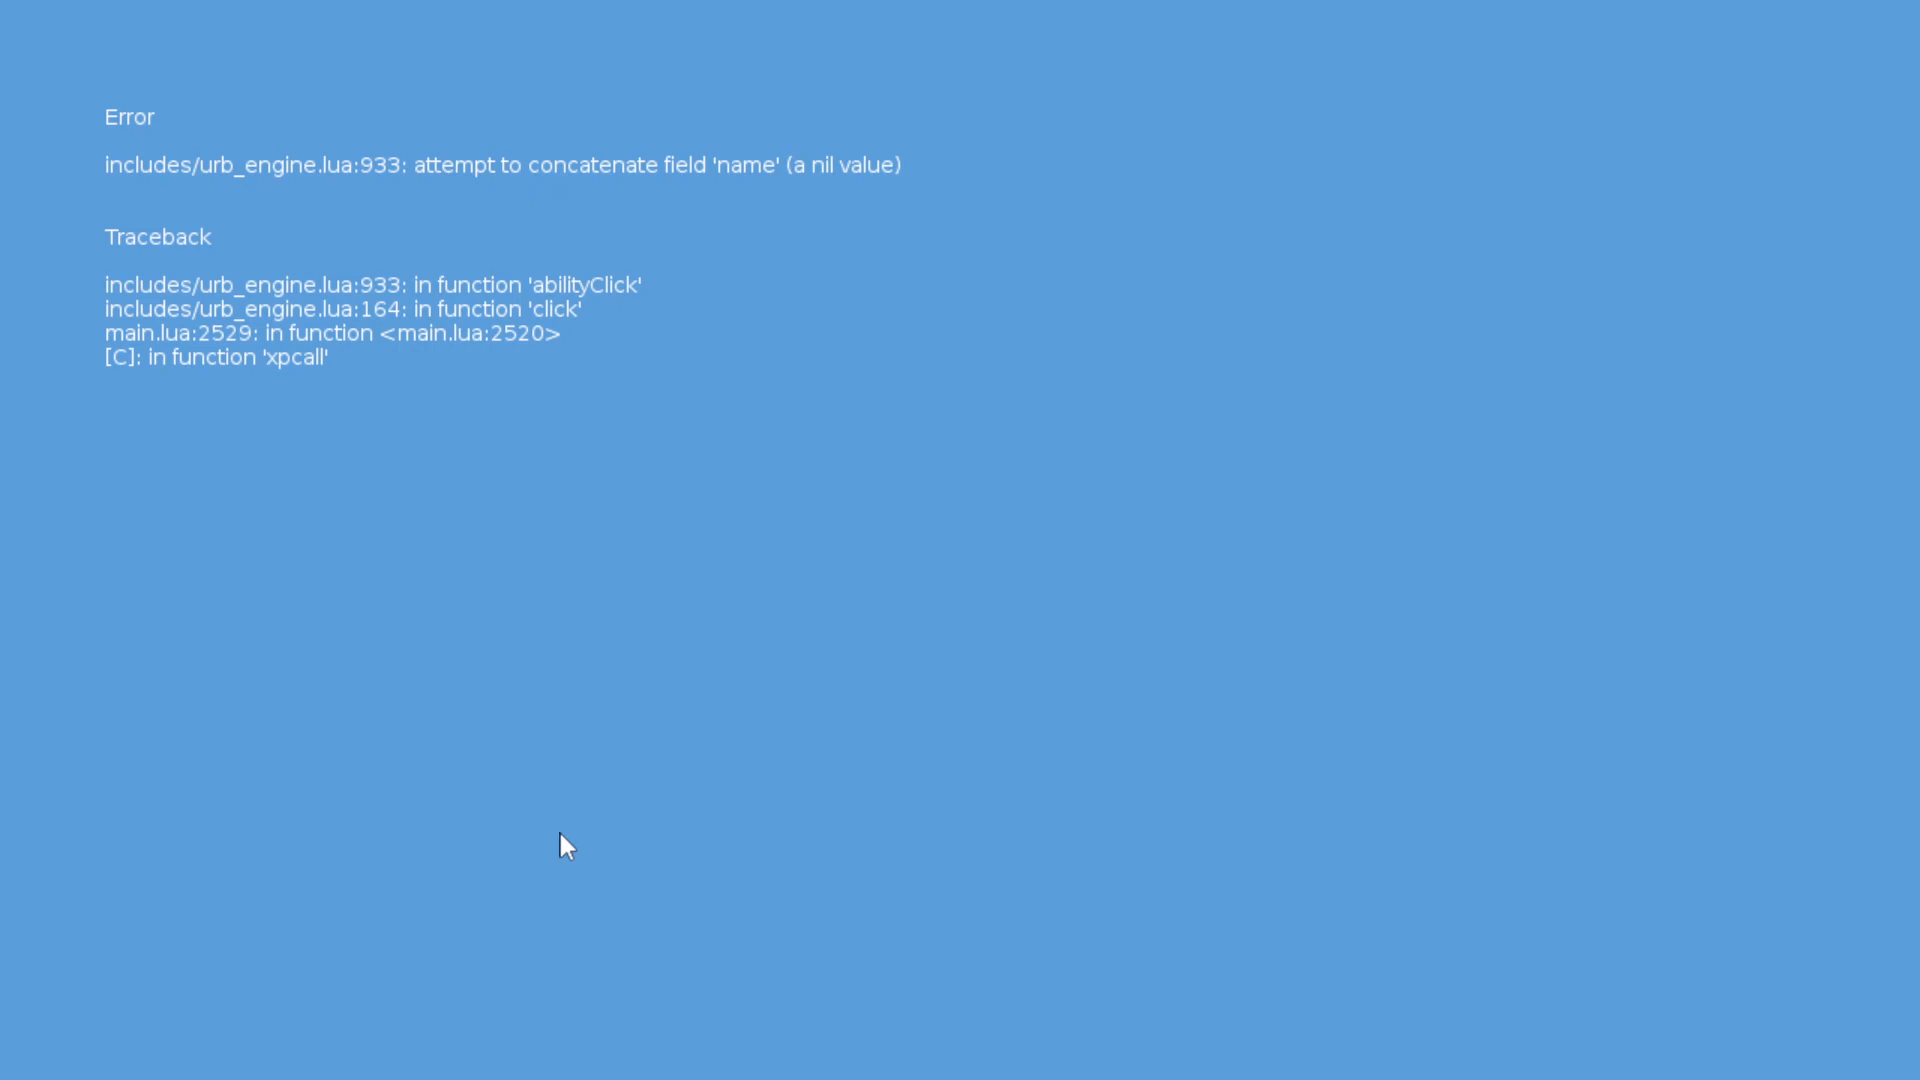 Error
includes/urb_engine.lua:933: attempt to concatenate field 'name' (a nil value)
Traceback
includes/urb_engine.lua:933: in function 'abilityClick'
includes/urb_engine.lua:164: in function 'click'
main.lua:2529: in function <main.lua:2520>
[C]: in function 'xpcall'